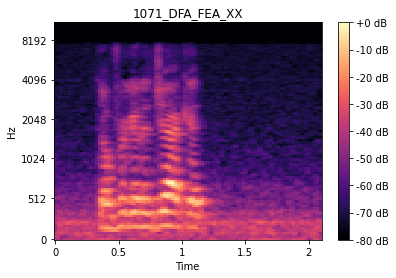 1071_DFA_FEA_XX
8192
4096
2048
1024
512
0
Hz
0
0.5
1
1.5
2
Time
+0 dB
-10 dB
-20 dB
-30 dB
-40 dB
-50 dB
-60 dB
-70 dB
-80 dB